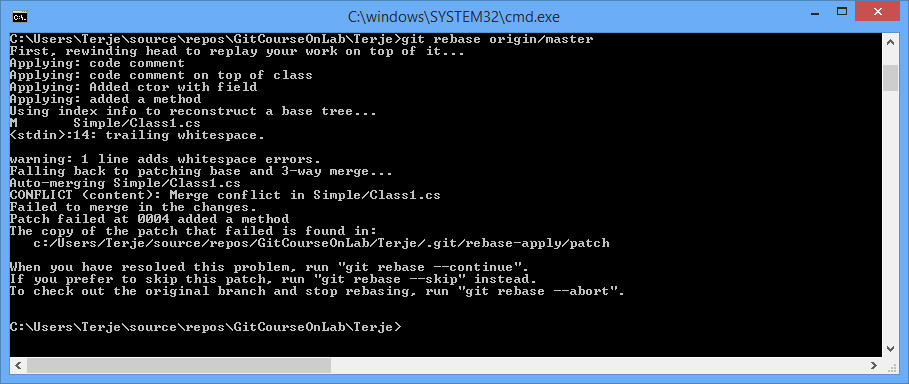 C:\windows\SYSTEM32\cmd.exe
C:\Users\Terje\source\repos\GitCourseOnLab\Terje>git rebase origin/master
First, rewinding head to replay your work on top of it...
Applying: code comment
Applying: code comment on top of class
Applying: Added ctor with field
Applying: added a method
Using index info to reconstruct a base tree...
M       Simple/Class1.cs
<stdin>:14: trailing whitespace.
warning: 1 line adds whitespace errors.
Falling back to patching base and 3-way merge...
Auto-merging Simple/Class1.cs
CONFLICT (content): Merge conflict in Simple/Class1.cs
Failed to merge in the changes.
Patch failed at 0004 added a method
The copy of the patch that failed is found in:
   c:/Users/Terje/source/repos/GitCourseOnLab/Terje/.git/rebase-apply/patch
When you have resolved this problem, run "git rebase --continue".
If you prefer to skip this patch, run "git rebase --skip" instead.
To check out the original branch and stop rebasing, run "git rebase --abort".
C:\Users\Terje\source\repos\GitCourseOnLab\Terje>